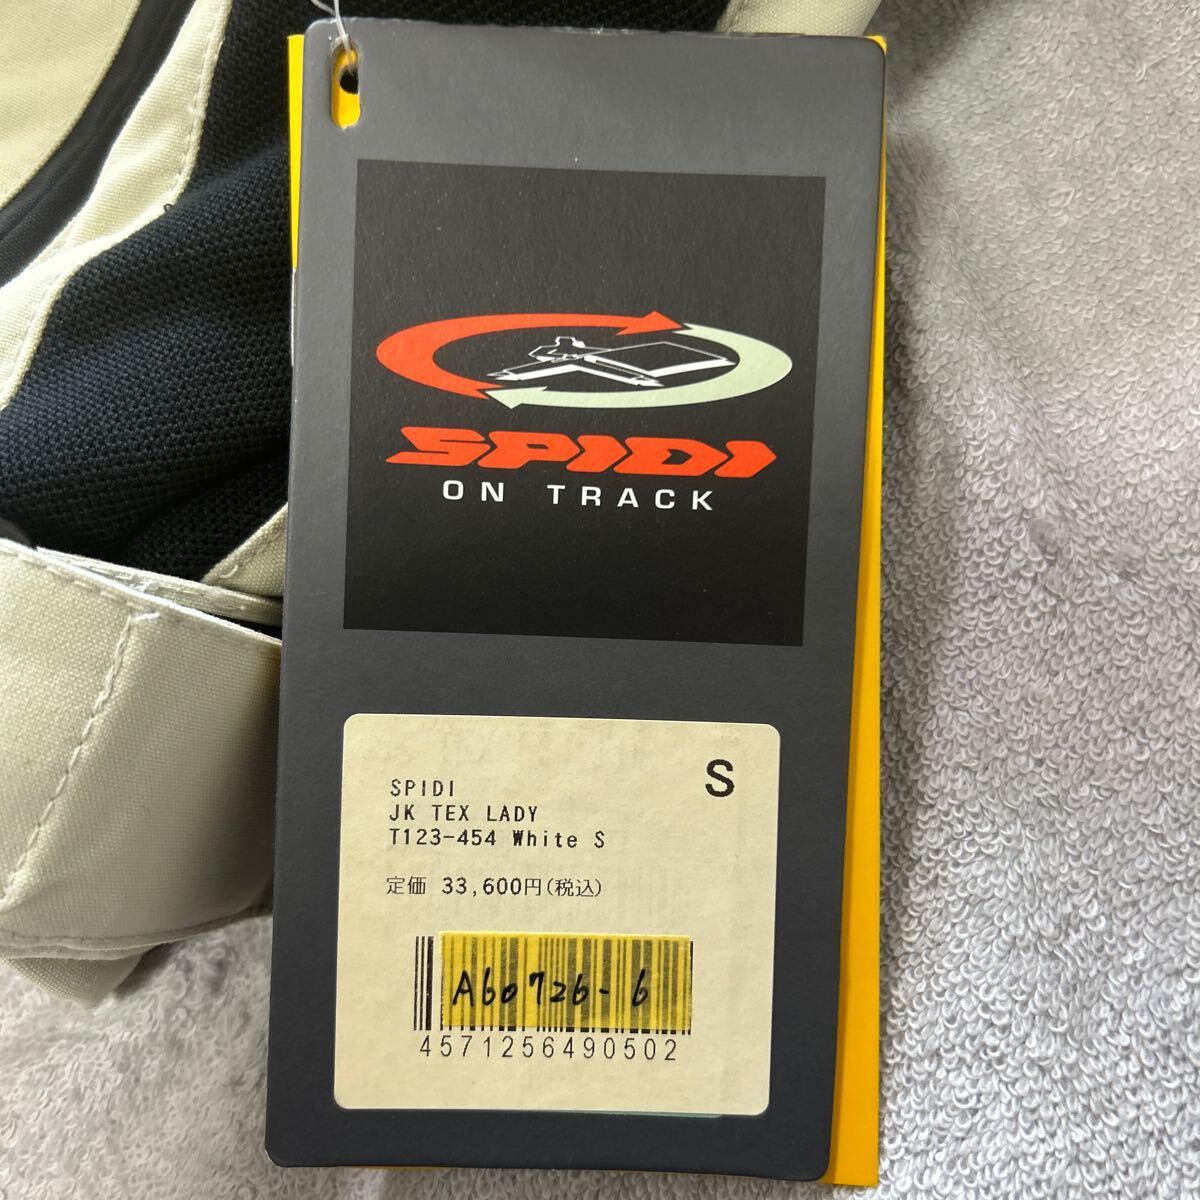 SPIDI
ON TRACK
S
SPIDI
JK TEX LADY
T123-454 White S
定価 33,600円(税込)
A60726-6
4571256490502